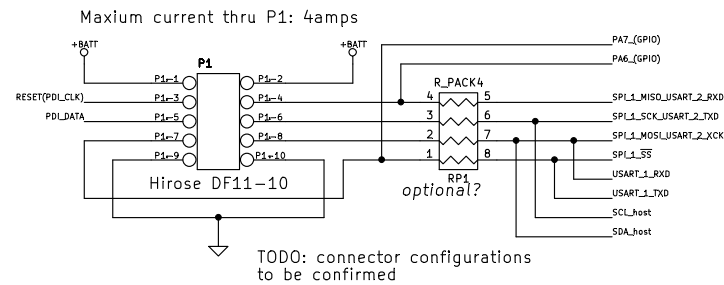 Maxium current thru P1: 4amps
+BATT
+BATT
P1
P1-1
P1-2
RESET(PDI_CLK)
P1-3
P1-4
PDI_DATA
P1-5
P1-6
P1-7
P1-8
P1-9
P1-10
Hirose DF11-10
R_PACK4
4
5
3
6
2
7
1
8
RP1
optional?
PA7_(GPIO)
PA6_(GPIO)
SPI_1_MISO_USART_2_RXD
SPI_1_SCK_USART_2_TXD
SPI_1_MOSI_USART_2_XCK
SPI_1_SS
USART_1_RXD
USART_1_TXD
SCL_host
SDA_host
TODO: connector configurations
to be confirmed